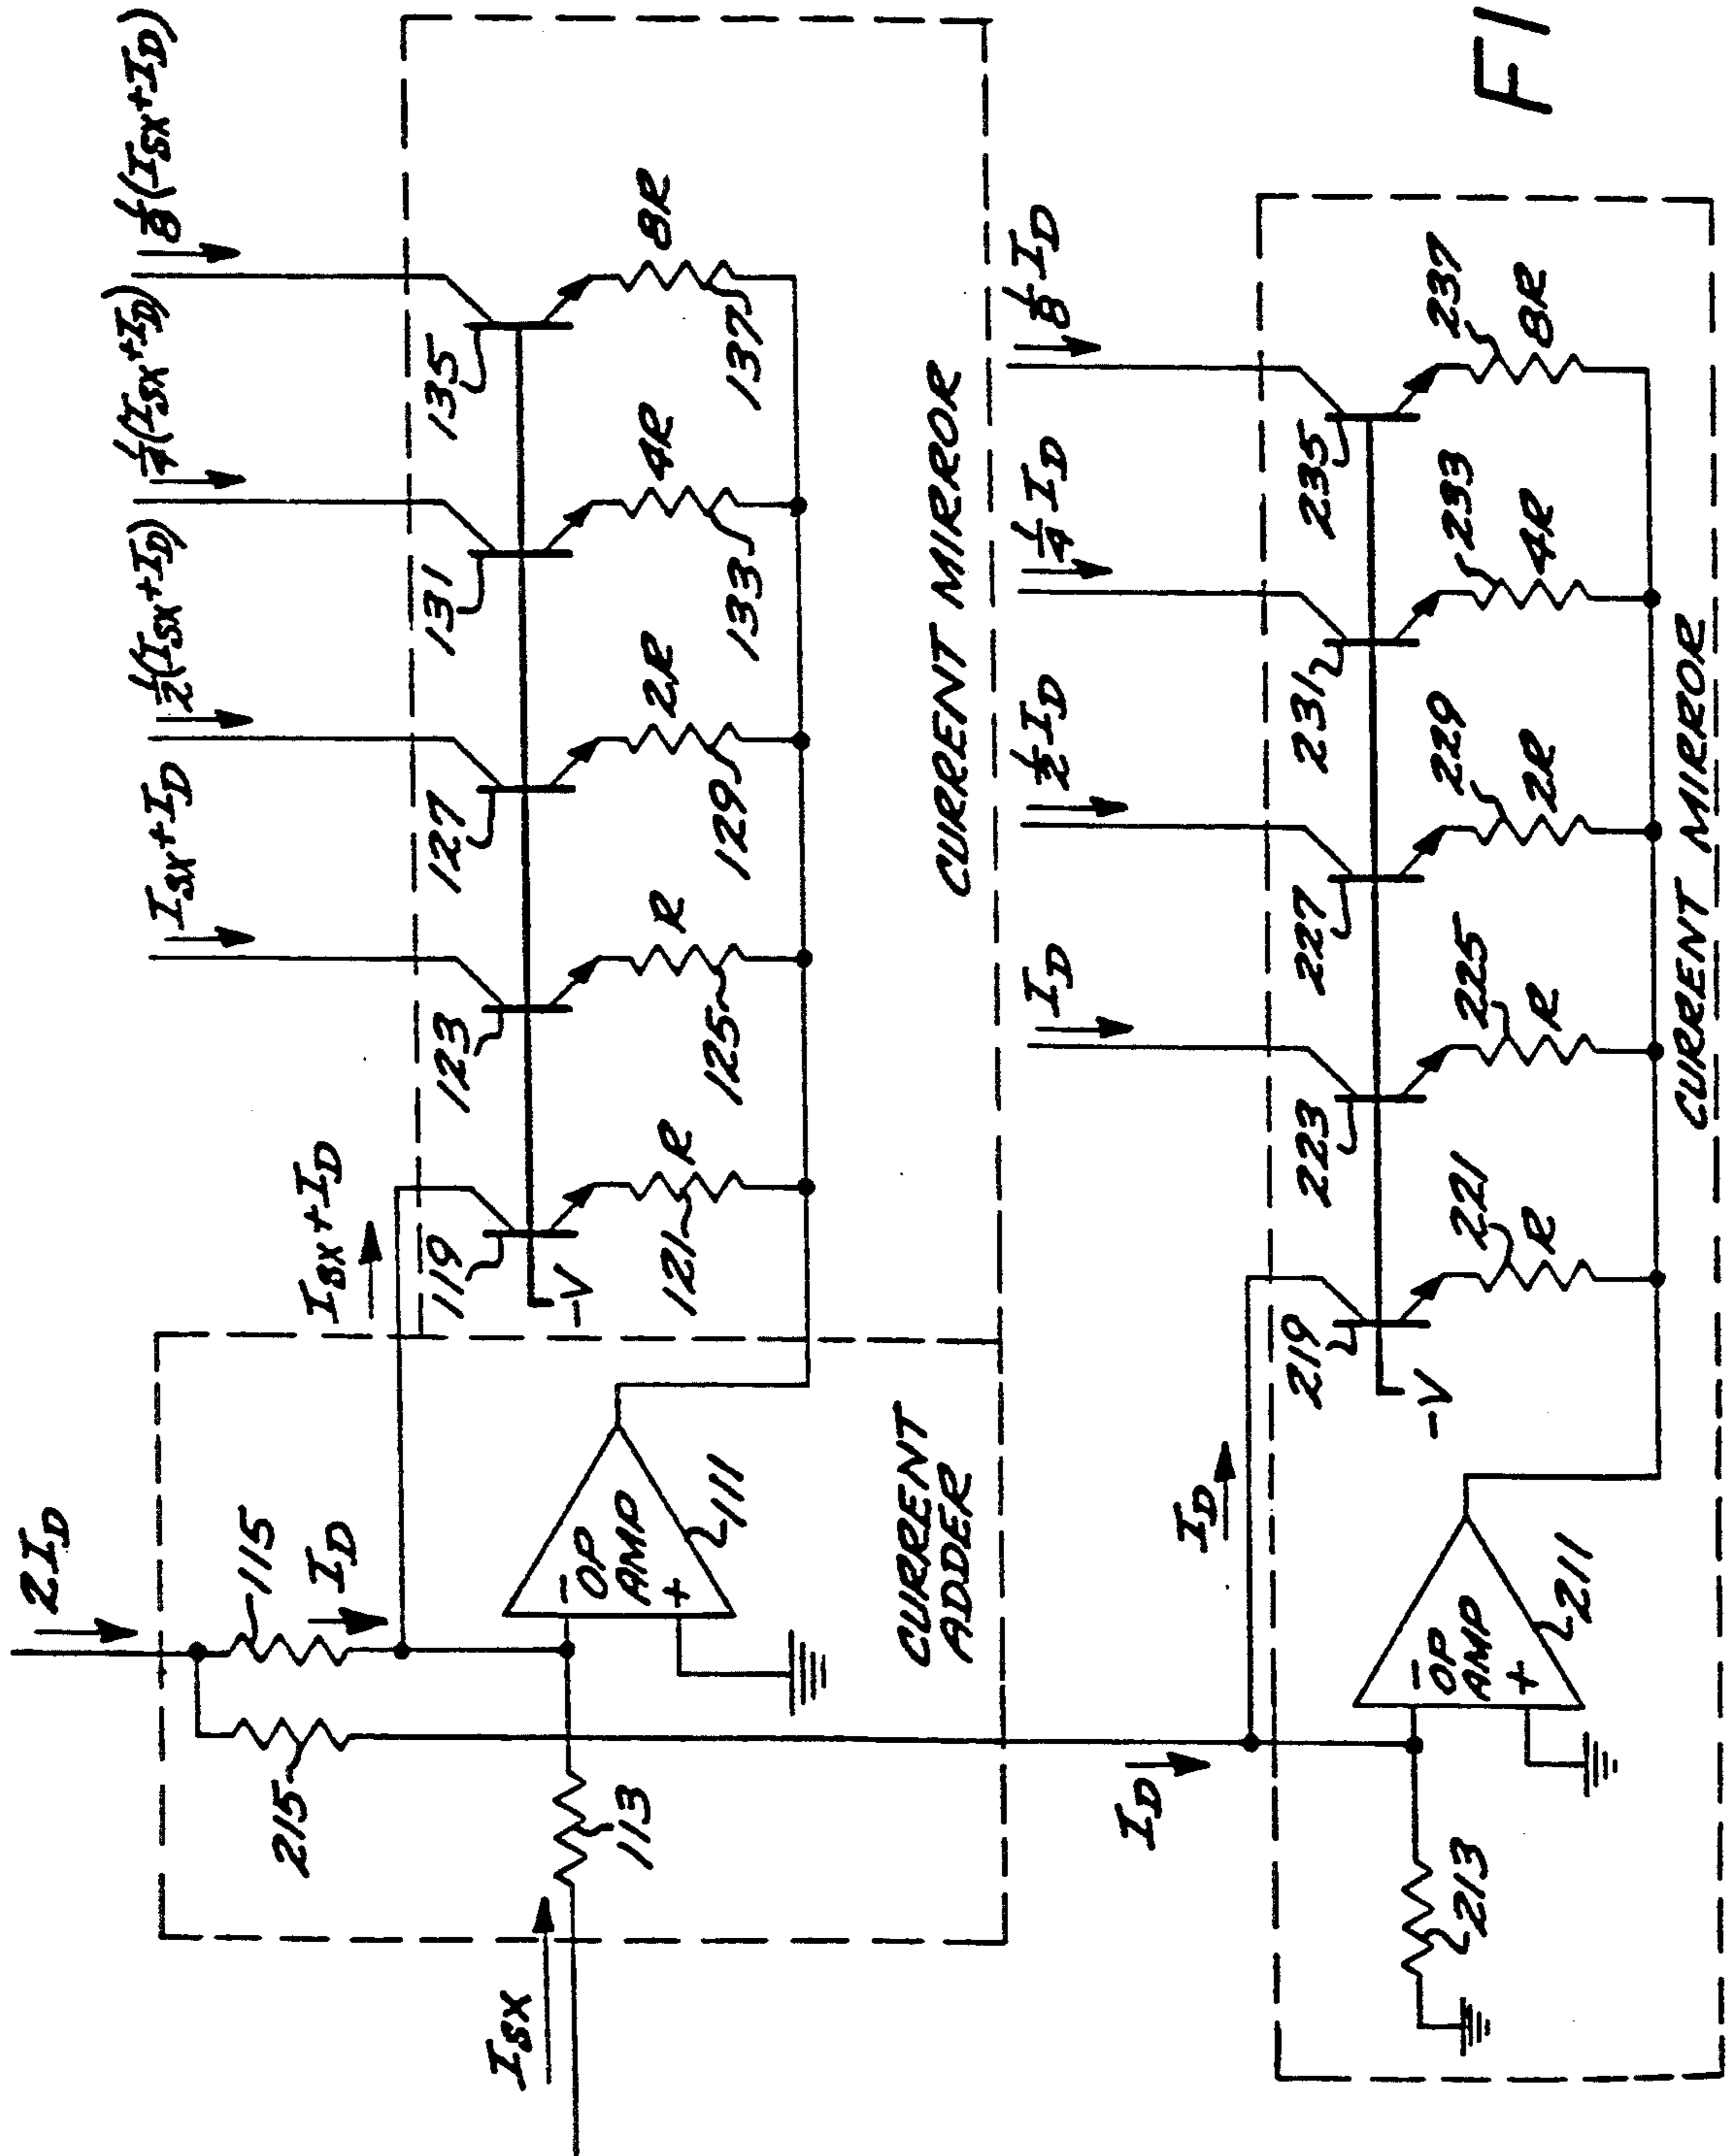 2I_D
115
I_D
215
I_SX
113
OP
AMP
-
+
111
CURRENT
ADDER
I_SX+I_D
I_SX+I_D
1/2(I_SX+I_D)
1/4(I_SX+I_D)
1/8(I_SX+I_D)
119
123
127
131
135
-V
121
R
125
R
129
2R
133
4R
137
8R
CURRENT MIRROR
I_D
I_D
I_D
1/2 I_D
1/4 I_D
1/8 I_D
213
OP
AMP
-
+
211
219
223
227
231
235
-V
221
R
225
R
229
2R
233
4R
237
8R
CURRENT MIRROR
FI